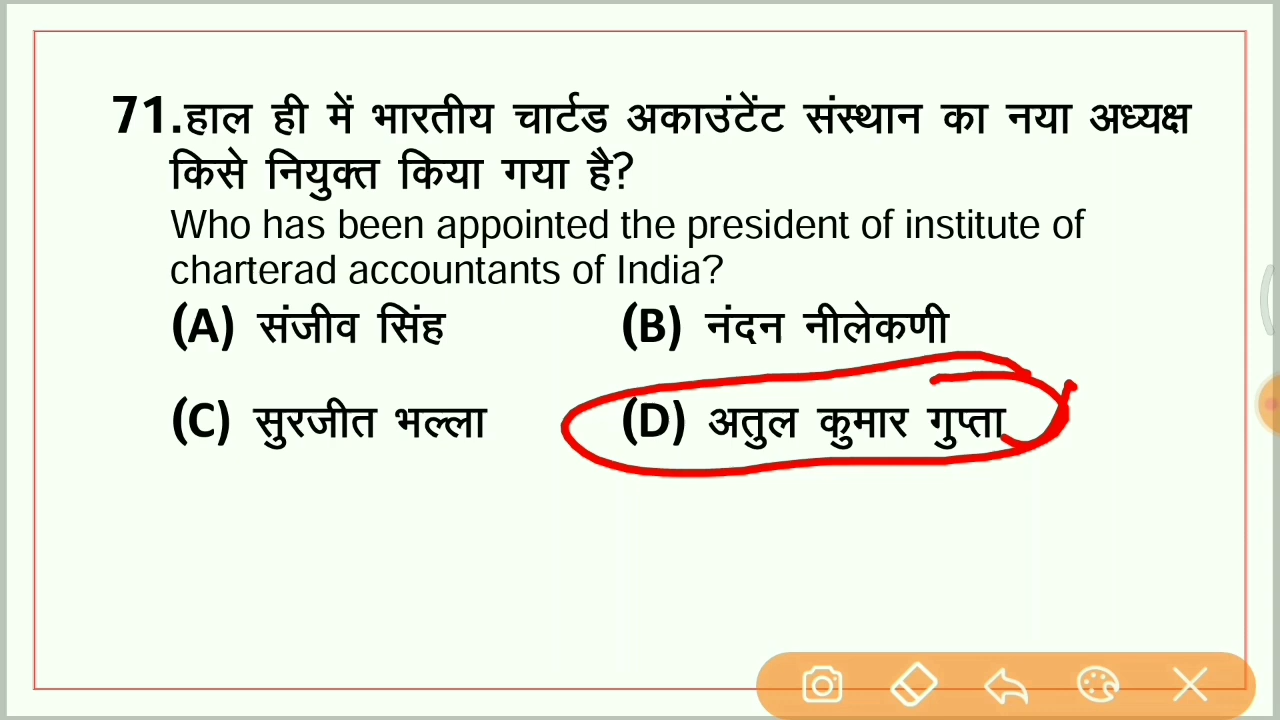 71.हाल ही में भारतीय चार्टड अकाउंटेंट संस्थान का नया अध्यक्ष
किसे नियुक्त किया गया है?
Who has been appointed the president of institute of
charterad accountants of India?
(A) संजीव सिंह (B) नंदन नीलेकणी
(C) सुरजीत भल्ला (D) अतुल कुमार गुप्ता